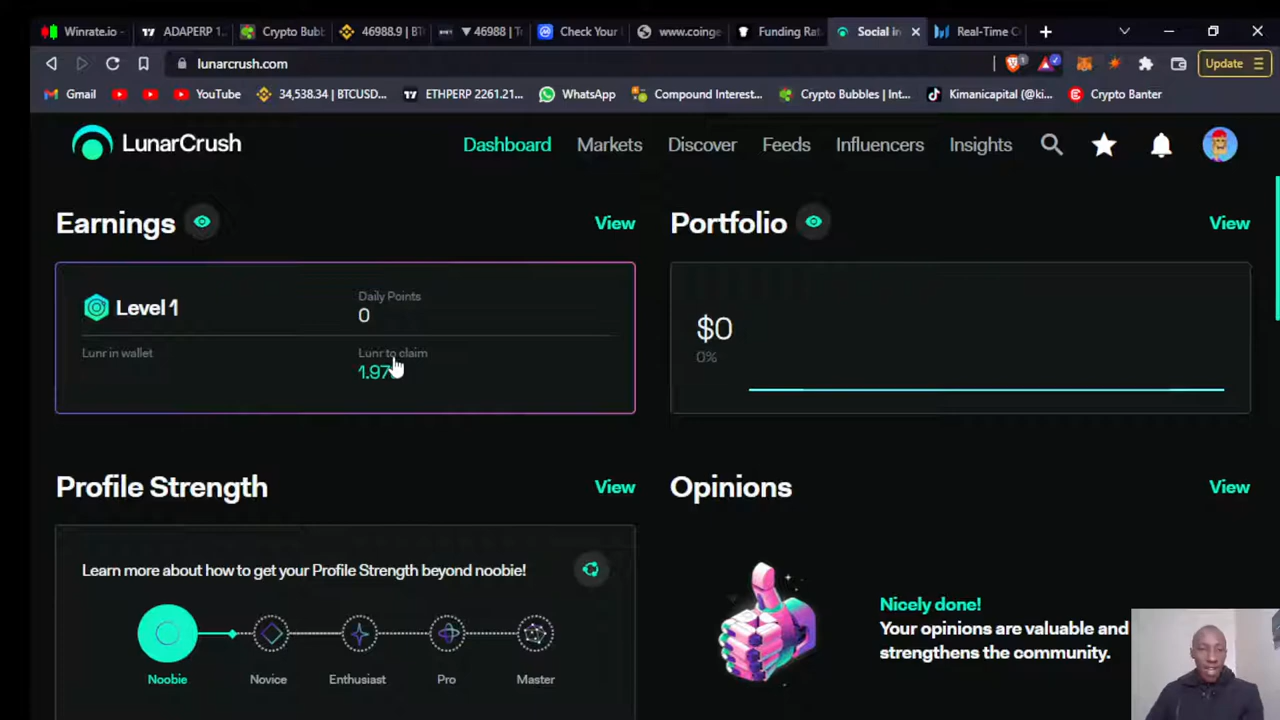 Winrate.io -
ADAPERP 1
Crypto Bub
46988.9 | BT
46988 | T
Check Your
www.coinge
Funding Rat
Social in
Real-Time C
lunarcrush.com
Update
Gmail
YouTube
34,538.34 | BTCUSD...
ETHPERP 2261.21...
WhatsApp
Compound Interest...
Crypto Bubbles | Int...
Kimanicapital (@ki...
Crypto Banter
LunarCrush
Dashboard
Markets
Discover
Feeds
Influencers
Insights
Earnings
View
Portfolio
View
Level 1
Daily Points
0
Lunr in wallet
Lunr to claim
1.97
$0
0%
Profile Strength
View
Opinions
View
Learn more about how to get your Profile Strength beyond noobie!
Noobie
Novice
Enthusiast
Pro
Master
Nicely done!
Your opinions are valuable and
strengthens the community.